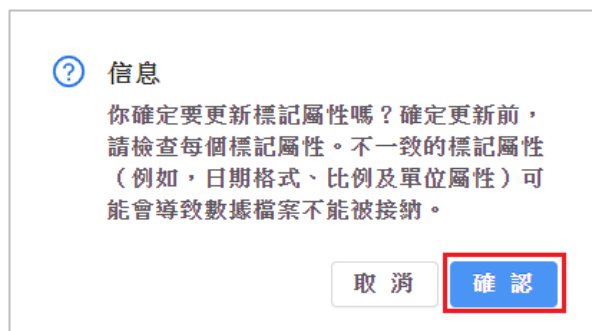 信息
你確定要更新標記屬性嗎？確定更新前，
請檢查每個標記屬性。不一致的標記屬性
（例如，日期格式、比例及單位屬性）可
能會導致數據檔案不能被接納。
取消 確認